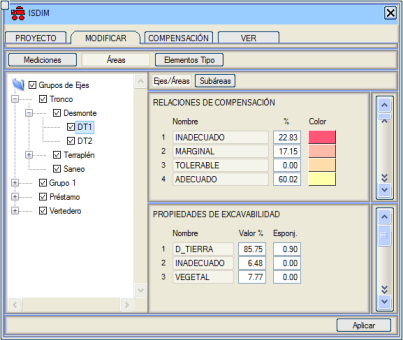 ISDIM
PROYECTO MODIFICAR COMPENSACIÓN VER
Mediciones Áreas Elementos Tipo
Grupos de Ejes
Tronco
Desmonte
DT1
DT2
Terraplén
Saneo
Grupo 1
Préstamo
Vertedero
Ejes/Áreas Subáreas
RELACIONES DE COMPENSACIÓN
Nombre % Color
1 INADECUADO 22.83
2 MARGINAL 17.15
3 TOLERABLE 0.00
4 ADECUADO 60.02
PROPIEDADES DE EXCAVABILIDAD
Nombre Valor % Esponj.
1 D_TIERRA 85.75 0.90
2 INADECUADO 6.48 0.00
3 VEGETAL 7.77 0.00
Aplicar